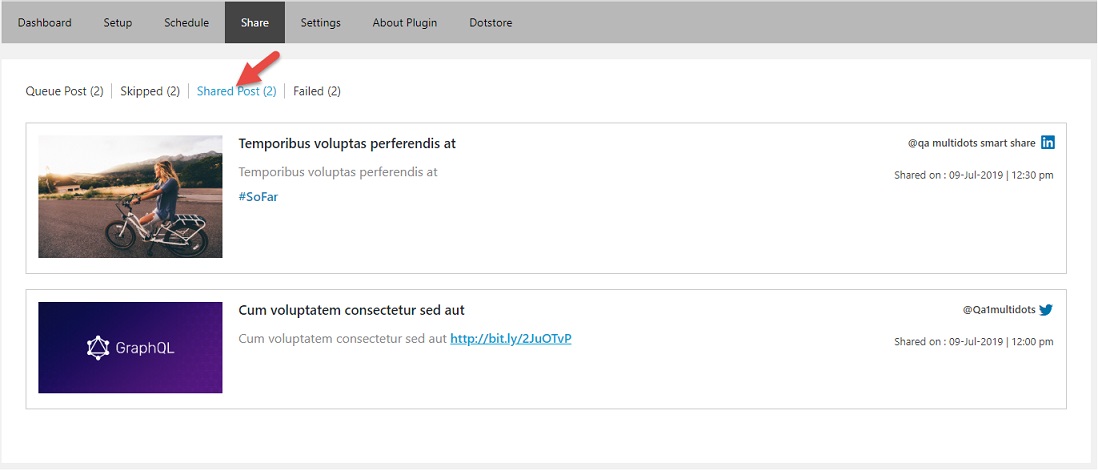 Dashboard Setup Schedule Share Settings About Plugin Dotstore
Queue Post (2) Skipped (2) Shared Post (2) Failed (2)
Temporibus voluptas perferendis at
@qa multidots smart share in
Temporibus voluptas perferendis at
Shared on : 09-Jul-2019 | 12:30 pm
#SoFar
Cum voluptatem consectetur sed aut
@Qa1multidots
GraphQL
Cum voluptatem consectetur sed aut http://bit.ly/2JuOTvP
Shared on : 09-Jul-2019 | 12:00 pm